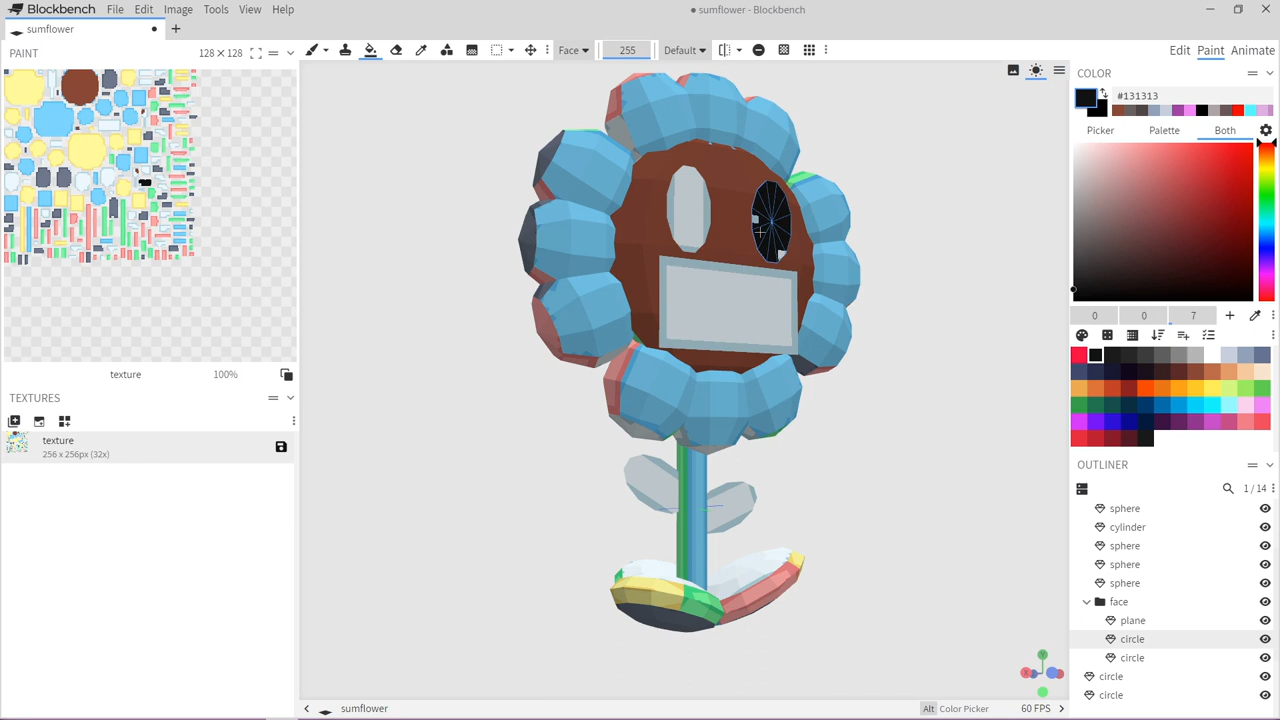 Blockbench File Edit Image Tools View Help
● sumflower - Blockbench
sumflower ●
PAINT 128 × 128
Face 255 Default
Edit Paint Animate
COLOR
#131313
Picker Palette Both
0 0 7
texture 100%
TEXTURES
texture
256 x 256px (32x)
OUTLINER
1 / 14
sphere
cylinder
sphere
sphere
sphere
face
plane
circle
circle
circle
circle
sumflower
Alt Color Picker 60 FPS